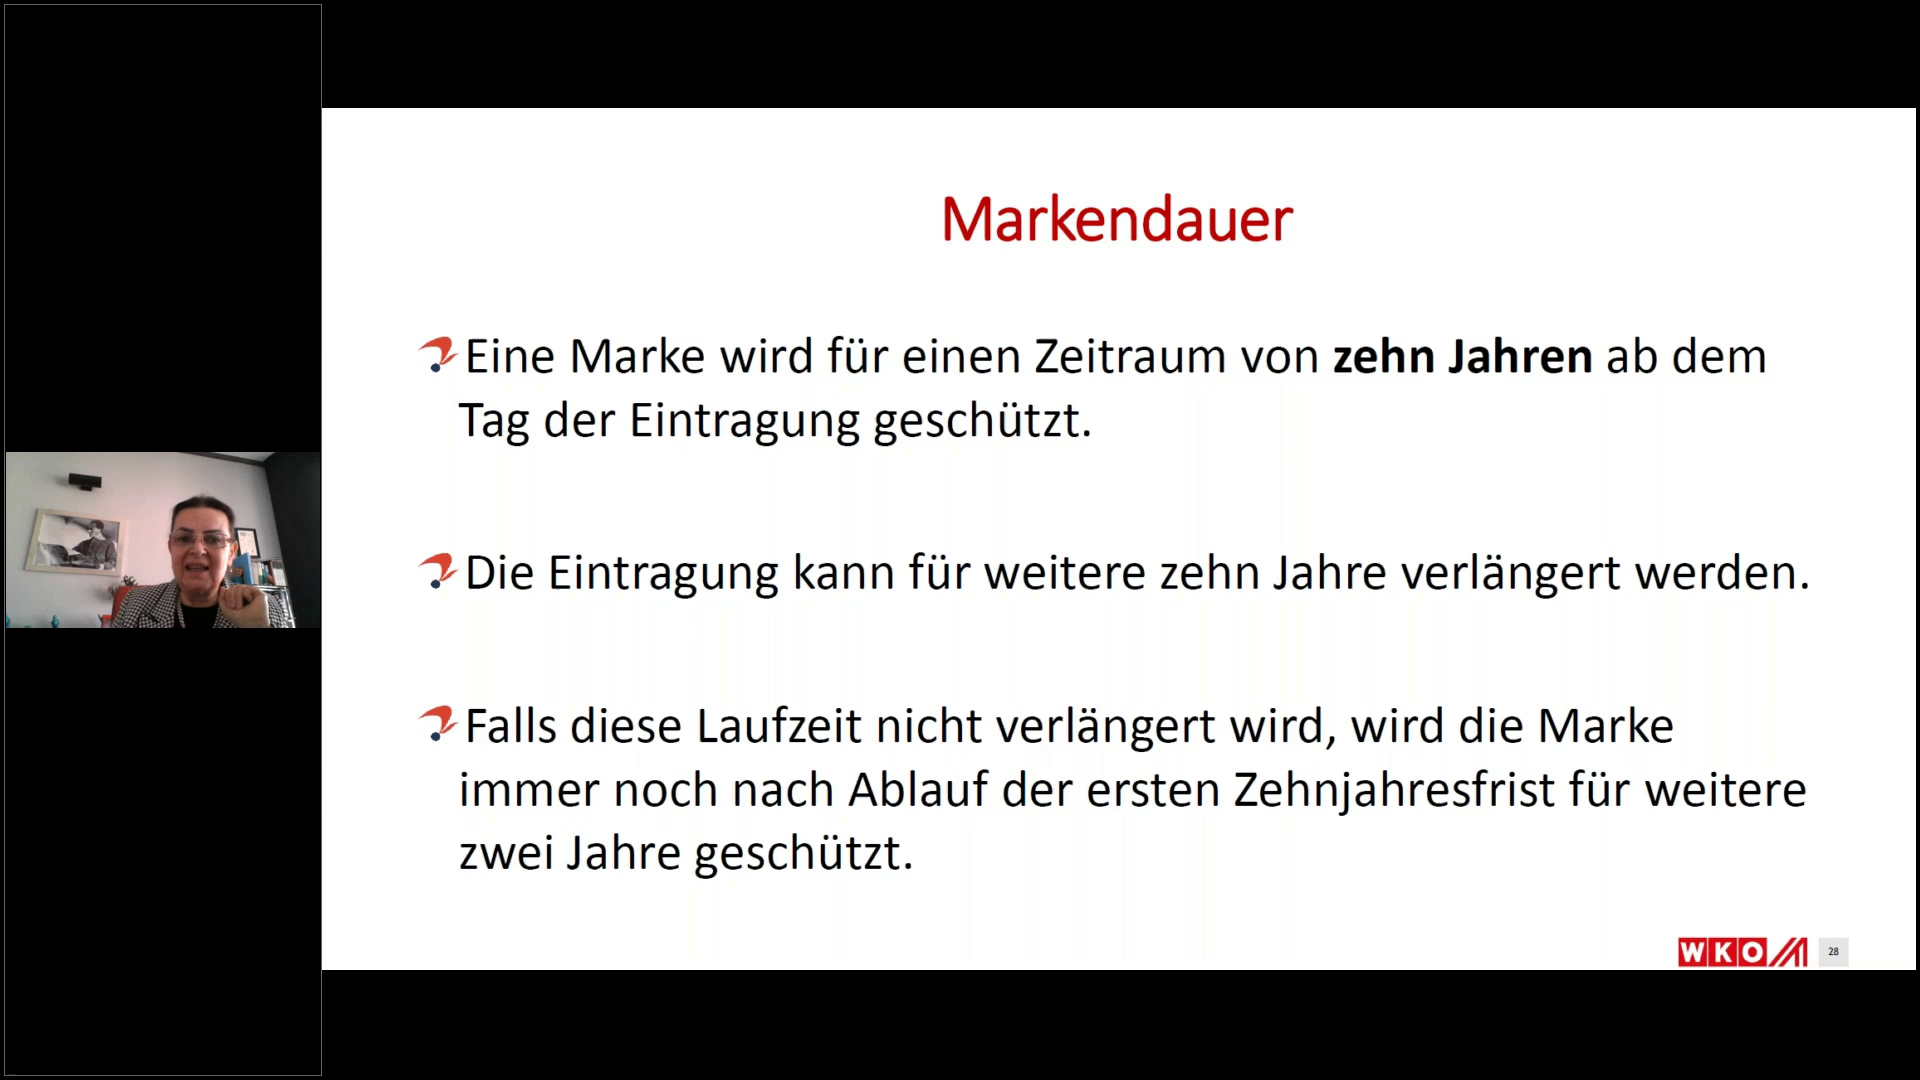 Markendauer
Eine Marke wird für einen Zeitraum von zehn Jahren ab dem
Tag der Eintragung geschützt.
Die Eintragung kann für weitere zehn Jahre verlängert werden.
Falls diese Laufzeit nicht verlängert wird, wird die Marke
immer noch nach Ablauf der ersten Zehnjahresfrist für weitere
zwei Jahre geschützt.
WKO
28